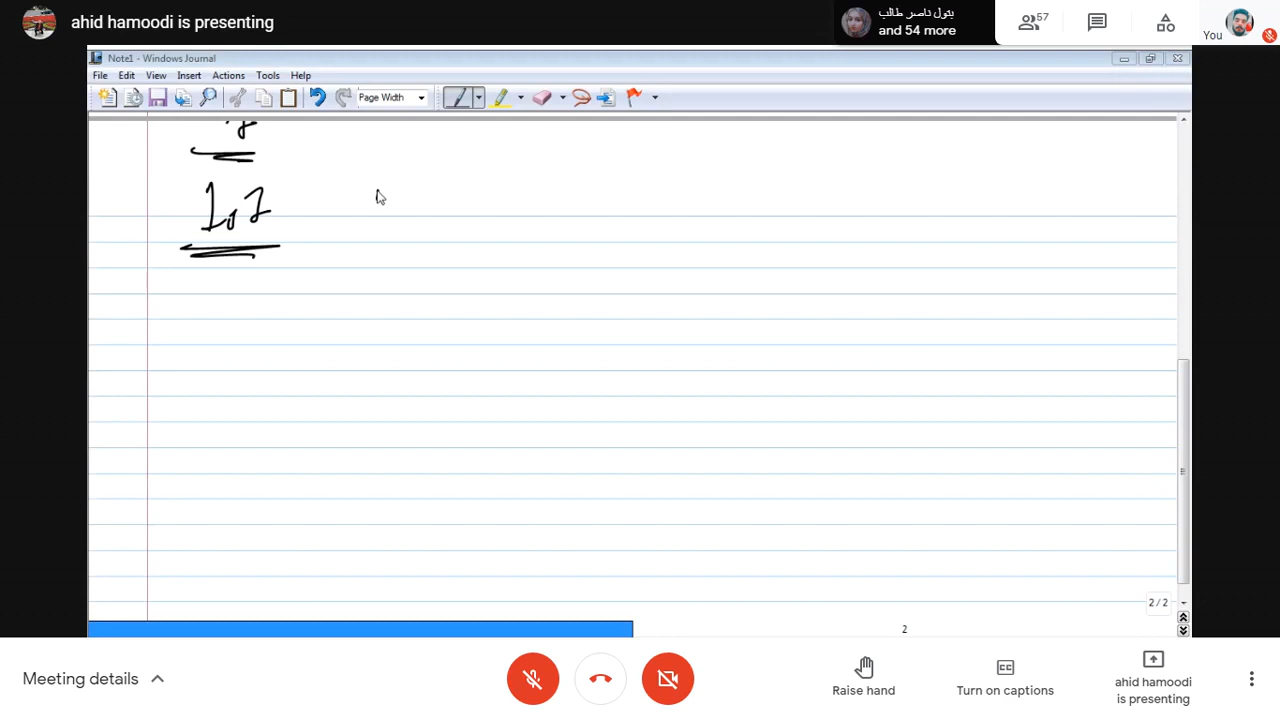 ahid hamoodi is presenting
بتول ناصر طالب
and 54 more
57
You
Note1 - Windows Journal
File Edit View Insert Actions Tools Help
Page Width
2 / 2
2
Meeting details
Raise hand
Turn on captions
ahid hamoodi
is presenting